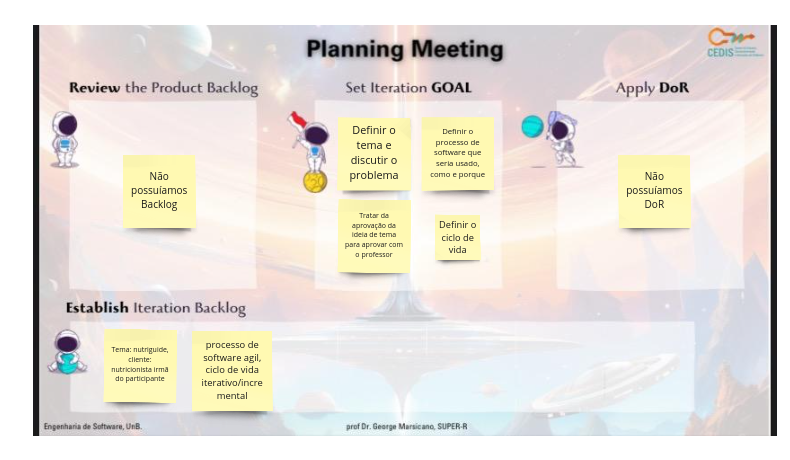 Planning Meeting
CEDIS
Review the Product Backlog
Set Iteration GOAL
Apply DoR
Não
possuíamos
Backlog
Definir o
tema e
discutir o
problema
Definir o
processo de
software que
seria usado,
como e porque
Tratar da
aprovação da
ideia de tema
para aprovar com
o professor
Definir o
ciclo de
vida
Não
possuíamos
DoR
Establish Iteration Backlog
Tema: nutriguide,
cliente:
nutricionista irmã
do participante
processo de
software agil,
ciclo de vida
iterativo/incre
mental
Engenharia de Software, UnB.
prof Dr. George Marsicano, SUPER-R